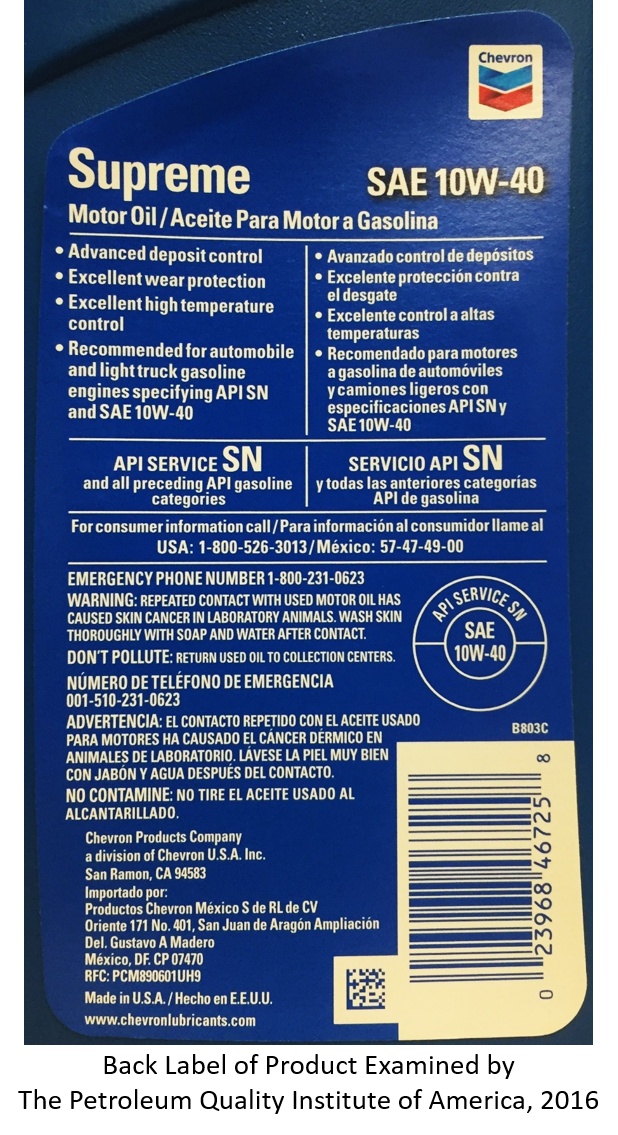 Chevron
Supreme
SAE 10W-40
Motor Oil / Aceite Para Motor a Gasolina
• Advanced deposit control
• Excellent wear protection
• Excellent high temperature
control
• Recommended for automobile
and light truck gasoline
engines specifying API SN
and SAE 10W-40
• Avanzado control de depósitos
• Excelente protección contra
el desgate
• Excelente control a altas
temperaturas
• Recomendado para motores
a gasolina de automóviles
y camiones ligeros con
especificaciones API SN y
SAE 10W-40
API SERVICE SN
and all preceding API gasoline
categories
SERVICIO API SN
y todas las anteriores categorías
API de gasolina
For consumer information call / Para información al consumidor llame al
USA: 1-800-526-3013 / México: 57-47-49-00
EMERGENCY PHONE NUMBER 1-800-231-0623
WARNING: REPEATED CONTACT WITH USED MOTOR OIL HAS
CAUSED SKIN CANCER IN LABORATORY ANIMALS. WASH SKIN
THOROUGHLY WITH SOAP AND WATER AFTER CONTACT.
DON'T POLLUTE: RETURN USED OIL TO COLLECTION CENTERS.
NÚMERO DE TELÉFONO DE EMERGENCIA
001-510-231-0623
ADVERTENCIA: EL CONTACTO REPETIDO CON EL ACEITE USADO
PARA MOTORES HA CAUSADO EL CÁNCER DÉRMICO EN
ANIMALES DE LABORATORIO. LÁVESE LA PIEL MUY BIEN
CON JABÓN Y AGUA DESPUÉS DEL CONTACTO.
NO CONTAMINE: NO TIRE EL ACEITE USADO AL
ALCANTARILLADO.
API SERVICE SN
SAE
10W-40
B803C
Chevron Products Company
a division of Chevron U.S.A. Inc.
San Ramon, CA 94583
Importado por:
Productos Chevron México S de RL de CV
Oriente 171 No. 401, San Juan de Aragón Ampliación
Del. Gustavo A Madero
México, DF. CP 07470
RFC: PCM890601UH9
Made in U.S.A. / Hecho en E.E.U.U.
www.chevronlubricants.com
0 23968 46725 8
Back Label of Product Examined by
The Petroleum Quality Institute of America, 2016